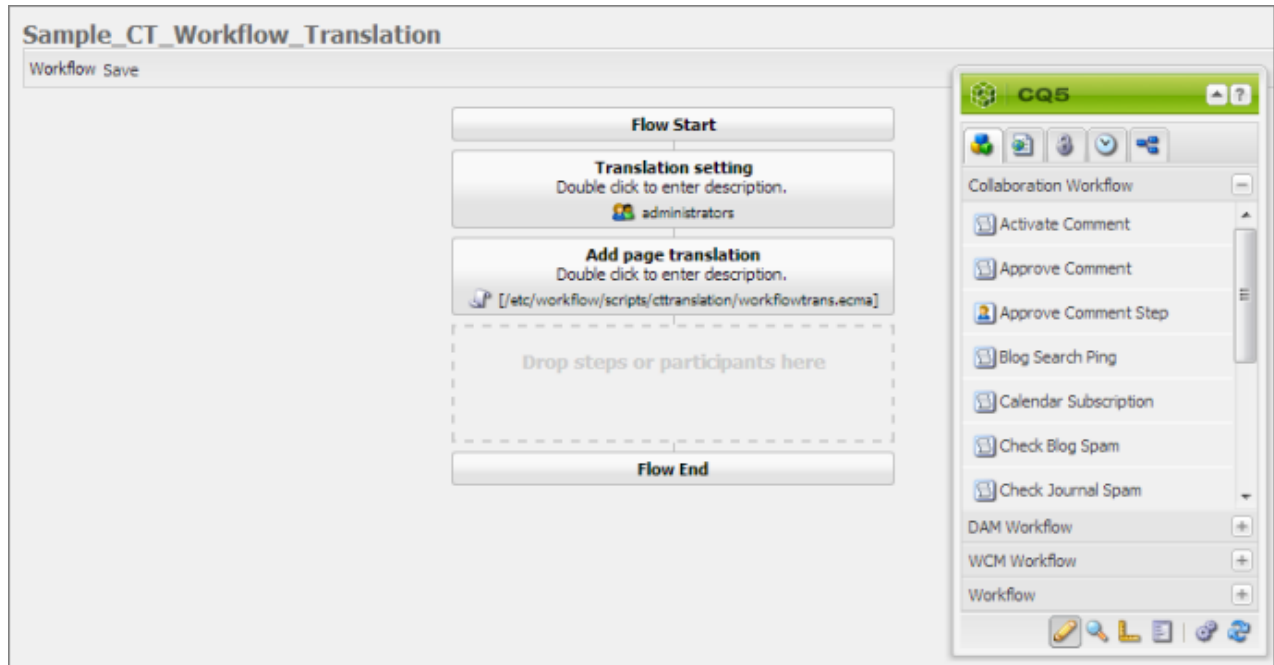 Sample_CT_Workflow_Translation
Workflow Save
Flow Start
Translation setting
Double click to enter description.
administrators
Add page translation
Double click to enter description.
[/etc/workflow/scripts/cttranslation/workflowtrans.ecma]
Drop steps or participants here
Flow End
CQ5
?
Collaboration Workflow
Activate Comment
Approve Comment
Approve Comment Step
Blog Search Ping
Calendar Subscription
Check Blog Spam
Check Journal Spam
DAM Workflow
WCM Workflow
Workflow